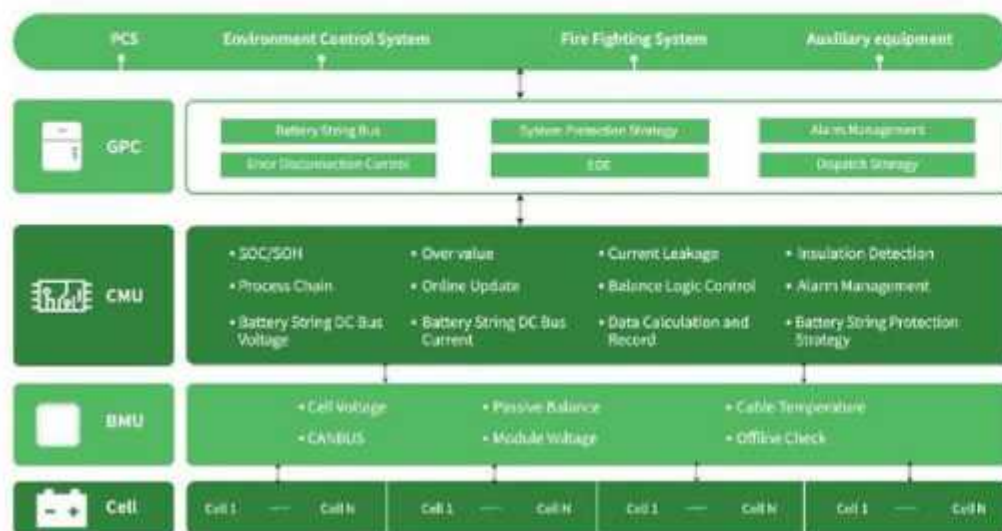 PCS
Environment Control System
Fire Fighting System
Auxiliary equipment
GPC
Battery String Bus
System Protection Strategy
Alarm Management
Error Disconnection Control
Dispatch Strategy
CMU
• SOC/SOH
• Over value
• Current Leakage
• Insulation Detection
• Process Chain
• Online Update
• Balance Logic Control
• Alarm Management
• Battery String DC Bus
Voltage
• Battery String DC Bus
Current
• Data Calculation and
Record
• Battery String Protection
Strategy
BMU
• Cell Voltage
• Passive Balance
• Cable Temperature
• CANBUS
• Module Voltage
• Offline Check
Cell
Cell 1 — Cell N
Cell 1 — Cell N
Cell 1 — Cell N
Cell 1 — Cell N